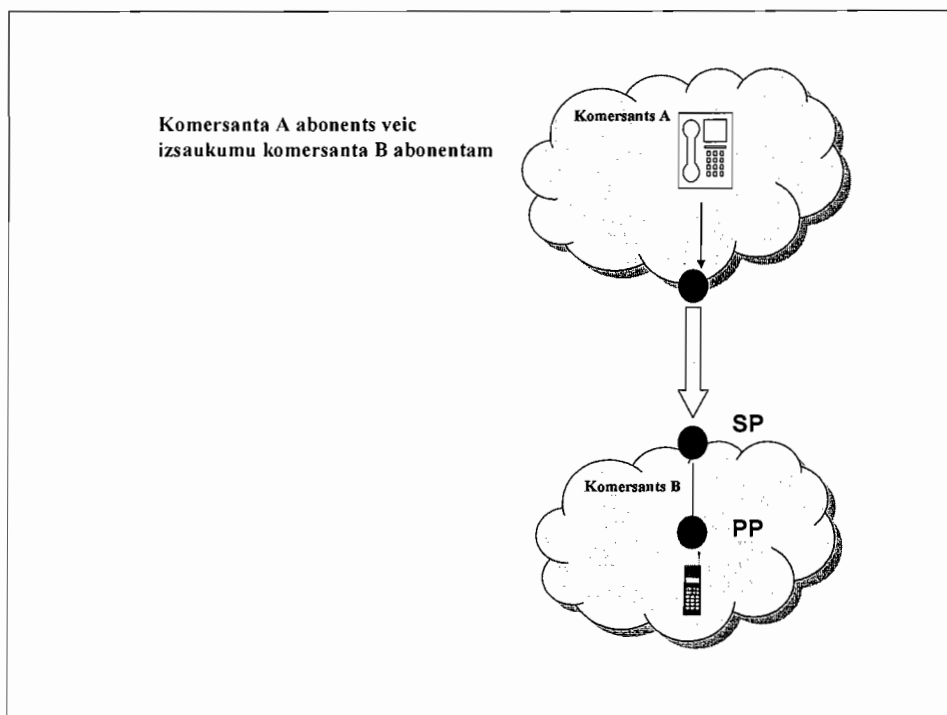 Komersanta A abonents veic
izsaukumu komersanta B abonentam
Komersants A
SP
Komersants B
PP